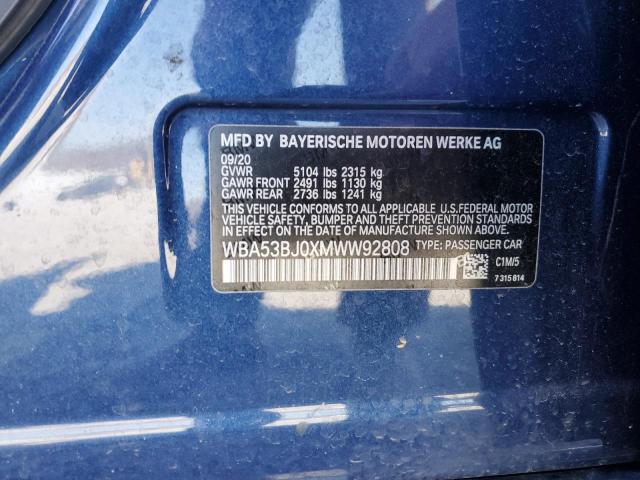 MFD BY BAYERISCHE MOTOREN WERKE AG
09/20
GVWR 5104 lbs 2315 kg
GAWR FRONT 2491 lbs 1130 kg
GAWR REAR 2736 lbs 1241 kg
THIS VEHICLE CONFORMS TO ALL APPLICABLE U.S.FEDERAL MOTOR
VEHICLE SAFETY, BUMPER AND THEFT PREVENTION STANDARDS
IN EFFECT ON THE DATE OF MANUFACTURE SHOWN ABOVE.
WBA53BJ0XMWW92808 TYPE: PASSENGER CAR
C1M/5
7 315 814